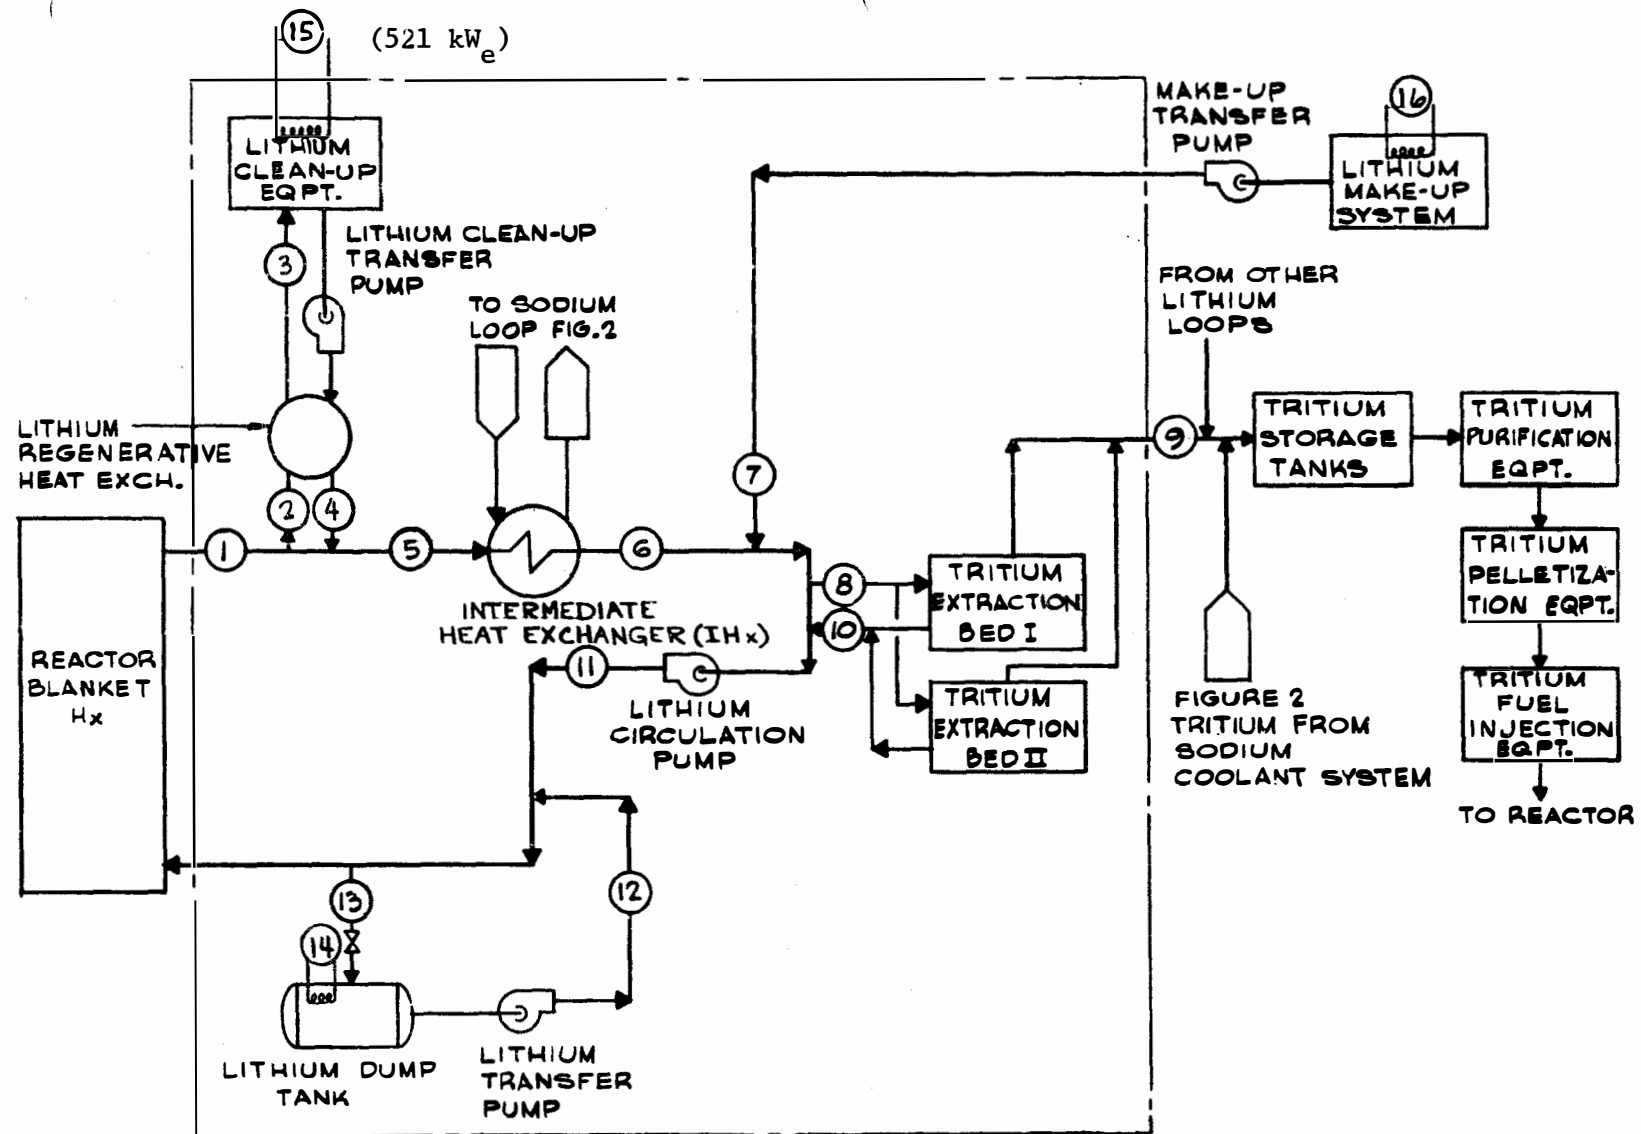 15
(521 kWe)
LITHIUM
CLEAN-UP
EQPT.
3
LITHIUM CLEAN-UP
TRANSFER
PUMP
TO SODIUM
LOOP FIG.2
MAKE-UP
TRANSFER
PUMP
16
LITHIUM
MAKE-UP
SYSTEM
FROM OTHER
LITHIUM
LOOPS
LITHIUM
REGENERATIVE
HEAT EXCH.
2
4
7
9
TRITIUM
STORAGE
TANKS
TRITIUM
PURIFICATION
EQPT.
1
5
6
INTERMEDIATE
HEAT EXCHANGER (IHx)
8
10
TRITIUM
EXTRACTION
BED I
TRITIUM
PELLETIZA-
TION EQPT.
REACTOR
BLANKET
Hx
11
LITHIUM
CIRCULATION
PUMP
TRITIUM
EXTRACTION
BED II
FIGURE 2
TRITIUM FROM
SODIUM
COOLANT SYSTEM
TRITIUM
FUEL
INJECTION
EQPT.
TO REACTOR
12
13
14
LITHIUM DUMP
TANK
LITHIUM
TRANSFER
PUMP